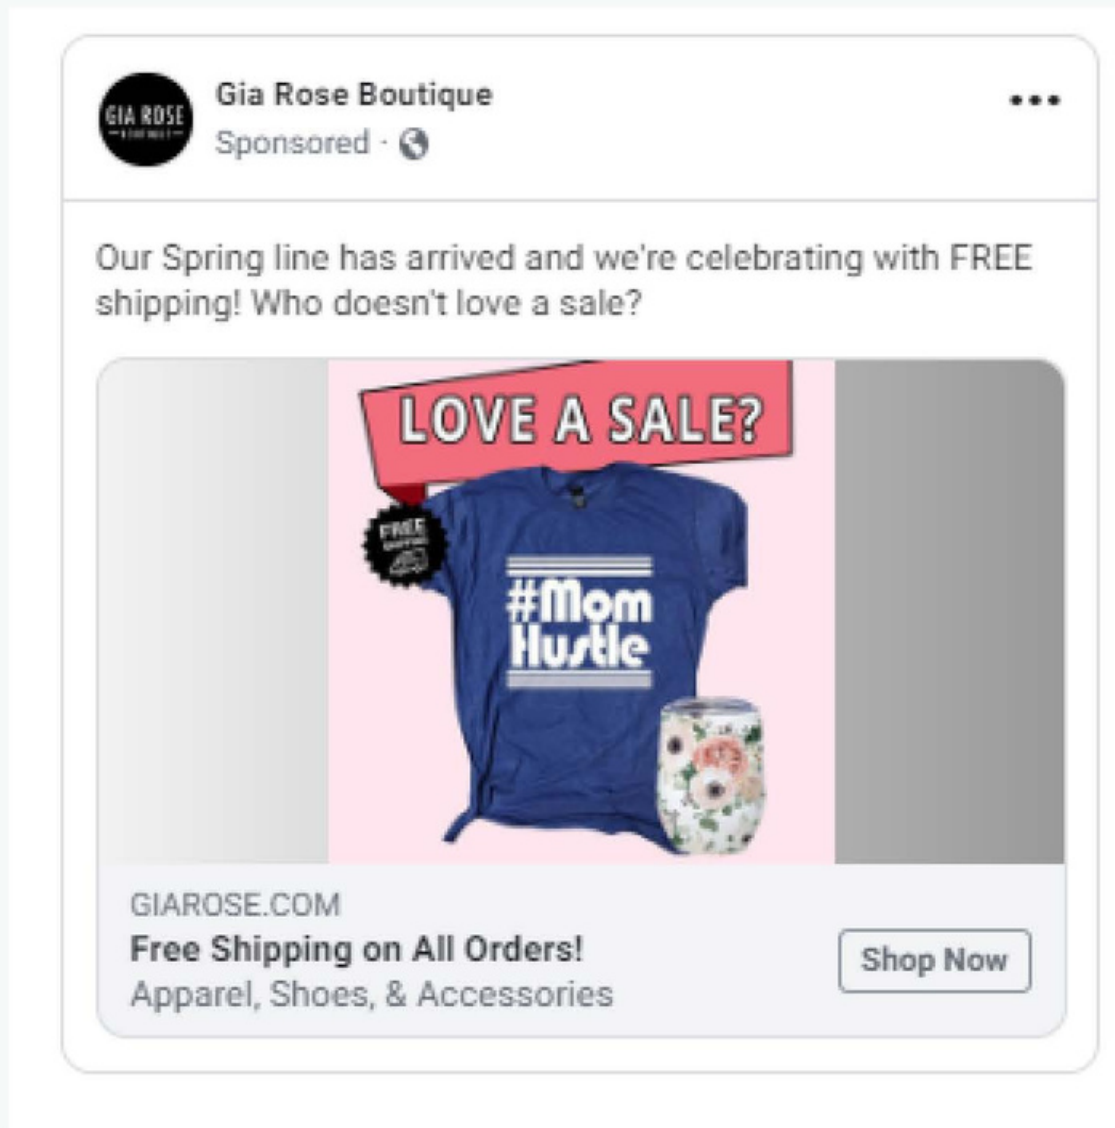 GIA ROSE
Gia Rose Boutique
Sponsored ·
Our Spring line has arrived and we're celebrating with FREE
shipping! Who doesn't love a sale?
LOVE A SALE?
FREE
SHIPPING
#Mom
Hustle
GIAROSE.COM
Free Shipping on All Orders!
Apparel, Shoes, & Accessories
Shop Now